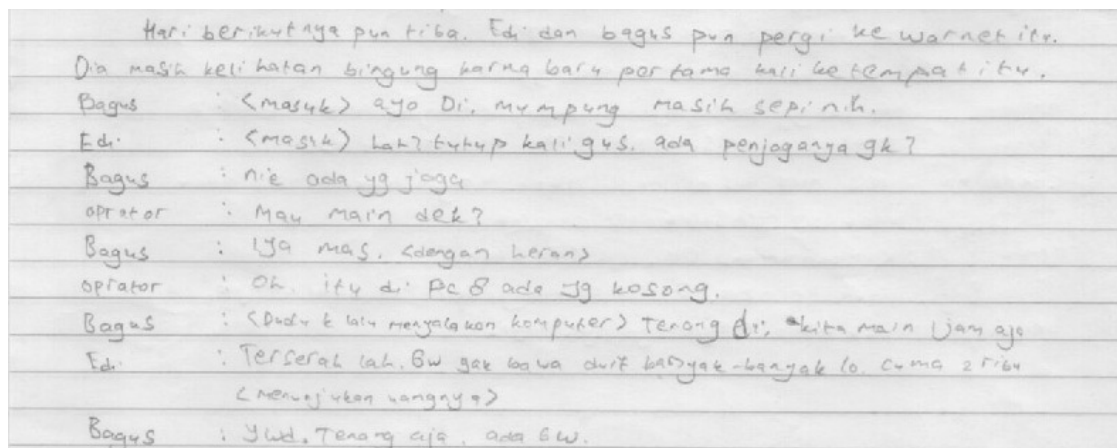 Hari berikutnya pun tiba. Edi dan bagus pun pergi ke warnet itu.
Dia masih kelihatan bingung karna baru pertama kali ketempat itu.
Bagus : <masuk> ayo Di, mumpung masih sepi nih.
Edi : <masuk> Lah? tutup kali gus. ada penjaganya gk?
Bagus : nie ada yg jaga
oprator : Mau main dek?
Bagus : Iya mas. <dengan heran>
oprator : Oh. itu di PC 8 ada yg kosong.
Bagus : <Duduk lalu menyalakan komputer> Tenang di, kita main 1 jam aja
Edi : Terserah lah. Gw gak bawa duit banyak-banyak lo. cuma 2 ribu
<menunjukan uangnya>
Bagus : ywd. Tenang aja, ada Gw.